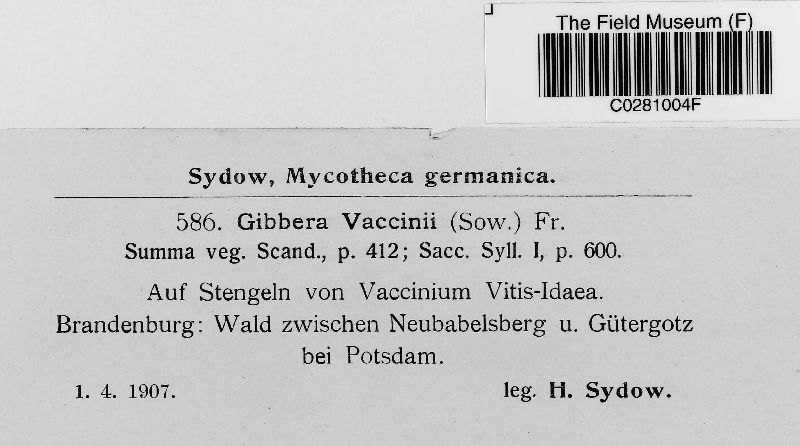 The Field Museum (F)
C0281004F
Sydow, Mycotheca germanica.
586. Gibbera Vaccinii (Sow.) Fr.
Summa veg. Scand., p. 412; Sacc. Syll. I, p. 600.
Auf Stengeln von Vaccinium Vitis-Idaea.
Brandenburg: Wald zwischen Neubabelsberg u. Gütergotz
bei Potsdam.
1. 4. 1907. leg. H. Sydow.